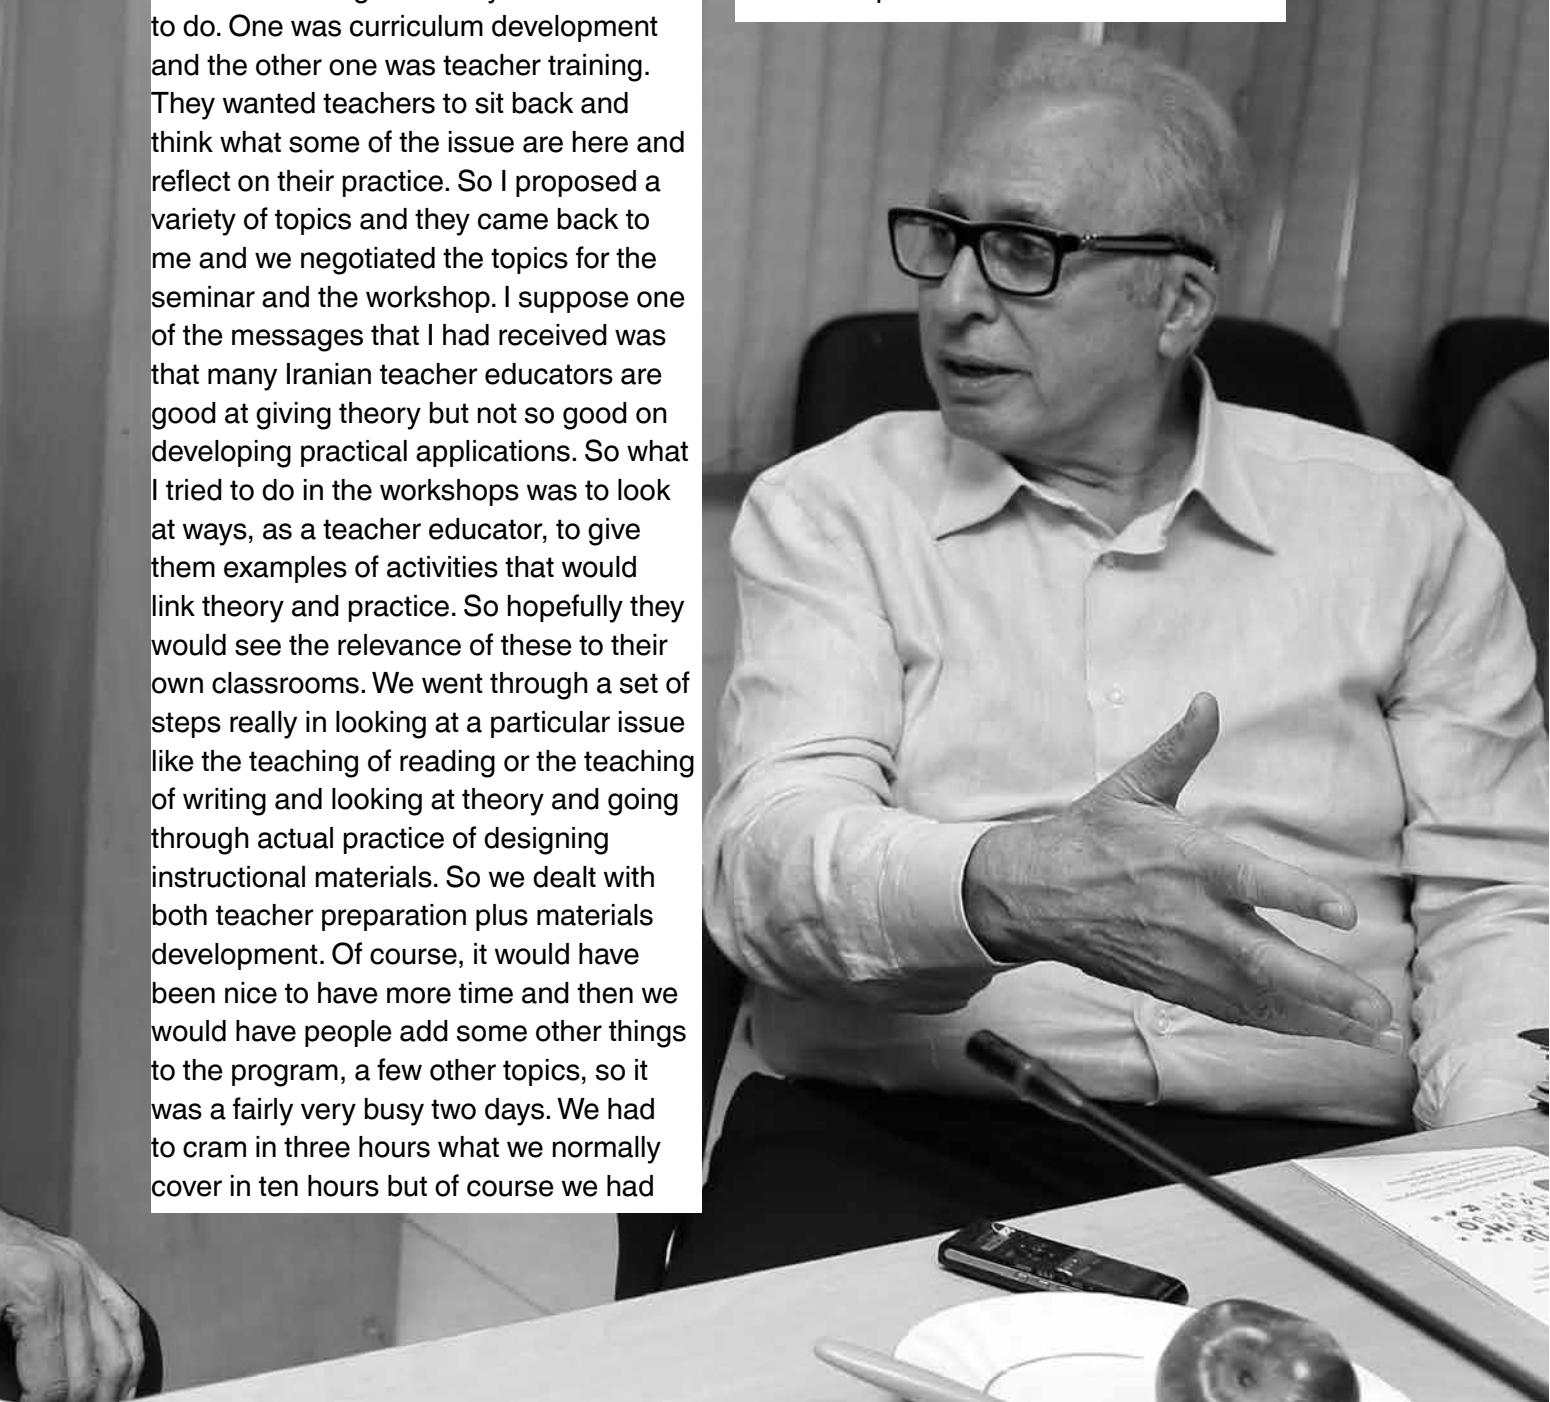 to do. One was curriculum development
and the other one was teacher training.
They wanted teachers to sit back and
think what some of the issue are here and
reflect on their practice. So I proposed a
variety of topics and they came back to
me and we negotiated the topics for the
seminar and the workshop. I suppose one
of the messages that I had received was
that many Iranian teacher educators are
good at giving theory but not so good on
developing practical applications. So what
I tried to do in the workshops was to look
at ways, as a teacher educator, to give
them examples of activities that would
link theory and practice. So hopefully they
would see the relevance of these to their
own classrooms. We went through a set of
steps really in looking at a particular issue
like the teaching of reading or the teaching
of writing and looking at theory and going
through actual practice of designing
instructional materials. So we dealt with
both teacher preparation plus materials
development. Of course, it would have
been nice to have more time and then we
would have people add some other things
to the program, a few other topics, so it
was a fairly very busy two days. We had
to cram in three hours what we normally
cover in ten hours but of course we had